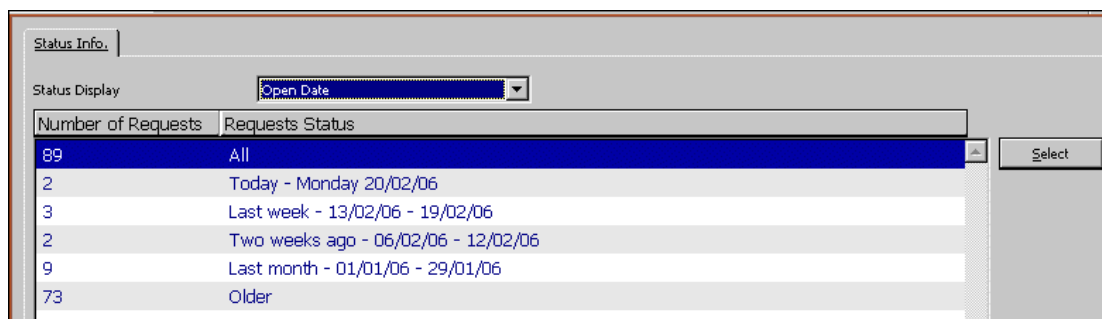 Status Info.
Status Display Open Date
Number of Requests Requests Status
89 All
Select
2 Today - Monday 20/02/06
3 Last week - 13/02/06 - 19/02/06
2 Two weeks ago - 06/02/06 - 12/02/06
9 Last month - 01/01/06 - 29/01/06
73 Older